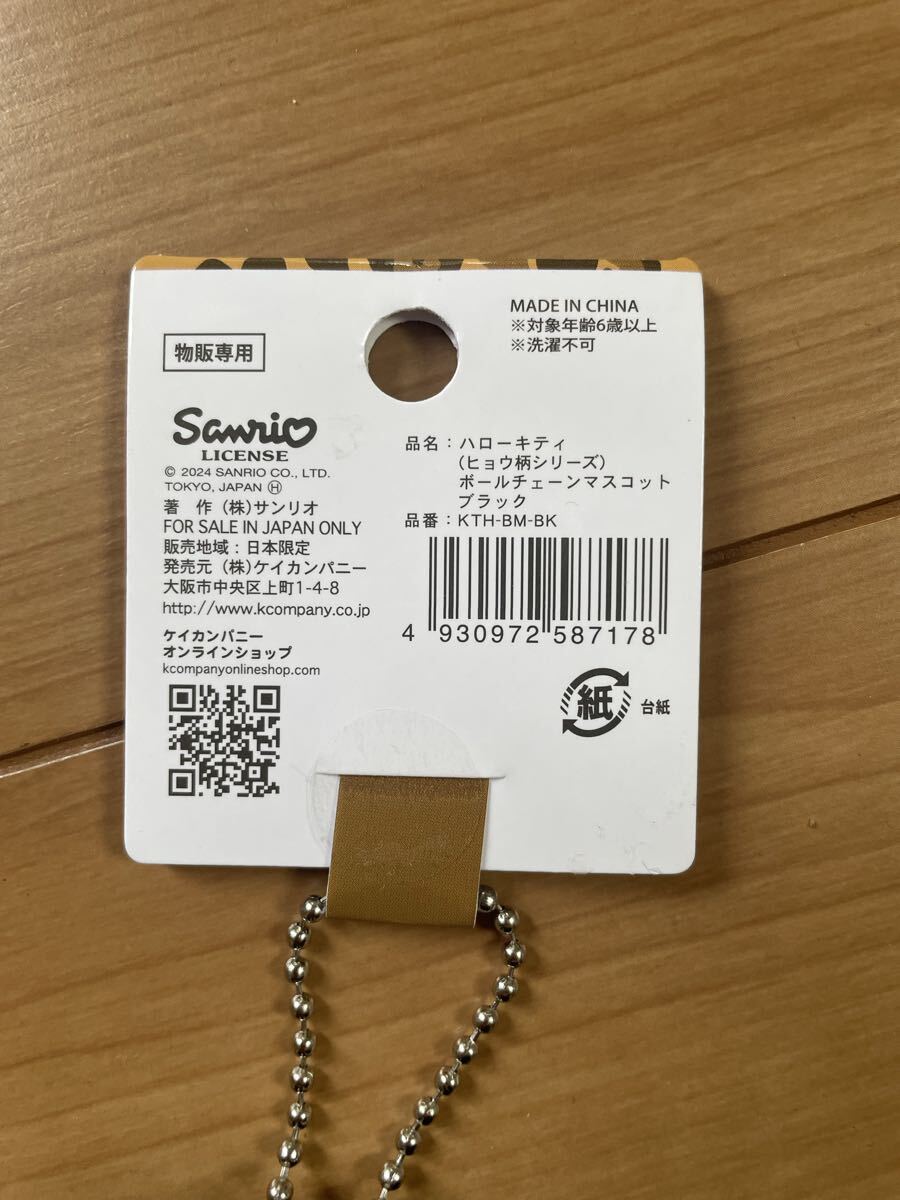 物販専用
Sanrio
LICENSE
© 2024 SANRIO CO., LTD.
TOKYO, JAPAN Ⓗ
著　作 (株)サンリオ
FOR SALE IN JAPAN ONLY
販売地域：日本限定
発売元 (株)ケイカンパニー
大阪市中央区上町1-4-8
http://www.kcompany.co.jp
ケイカンパニー
オンラインショップ
kcompanyonlineshop.com
MADE IN CHINA
※対象年齢6歳以上
※洗濯不可
品名：ハローキティ
(ヒョウ柄シリーズ)
ボールチェーンマスコット
ブラック
品番：KTH-BM-BK
4 930972 587178
紙 台紙